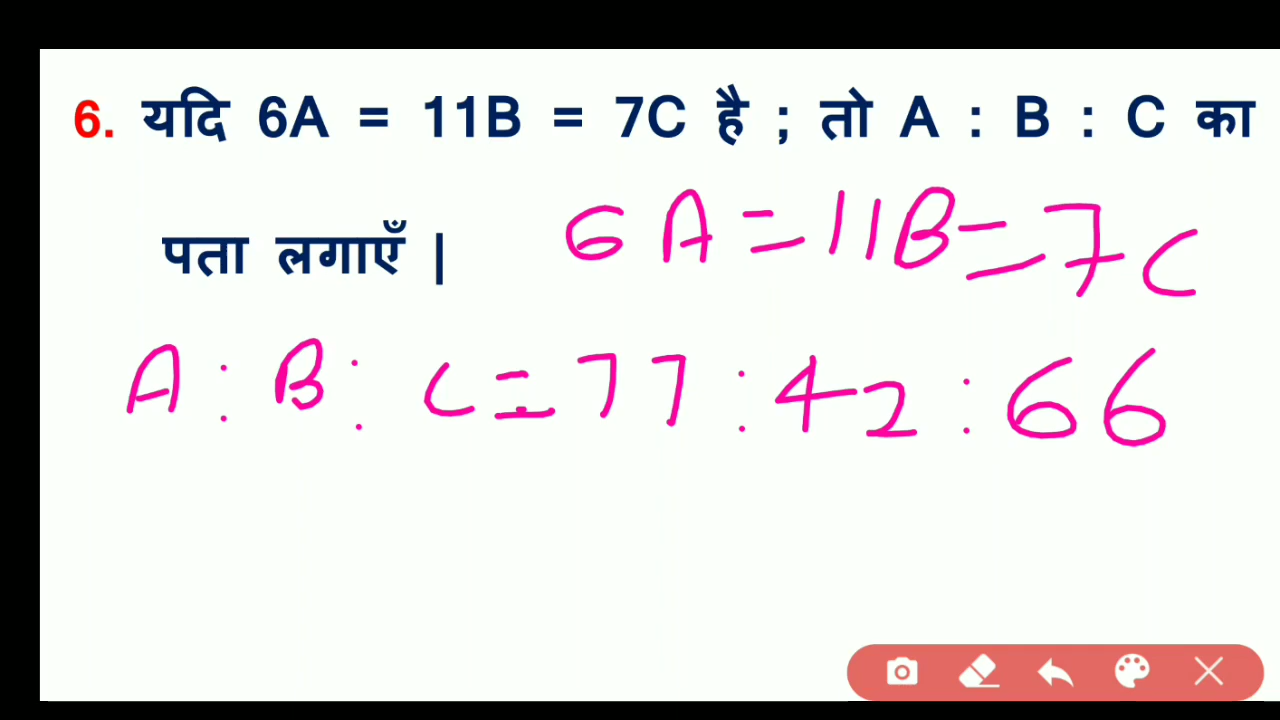 6. यदि 6A = 11B = 7C है ; तो A : B : C का
पता लगाएँ |
6A = 11B = 7C
A : B : C = 77 : 42 : 66